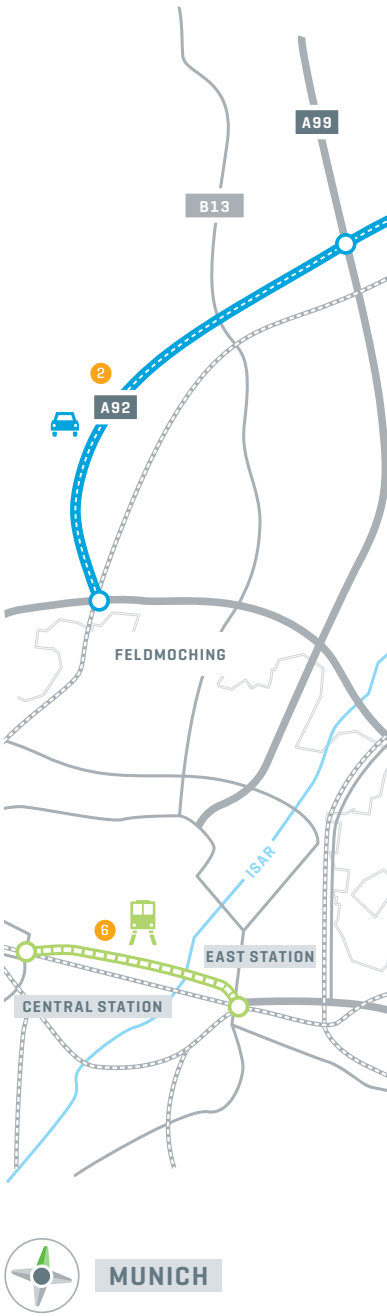 A99
B13
2
A92
FELDMOCHING
ISAR
6
EAST STATION
CENTRAL STATION
MUNICH